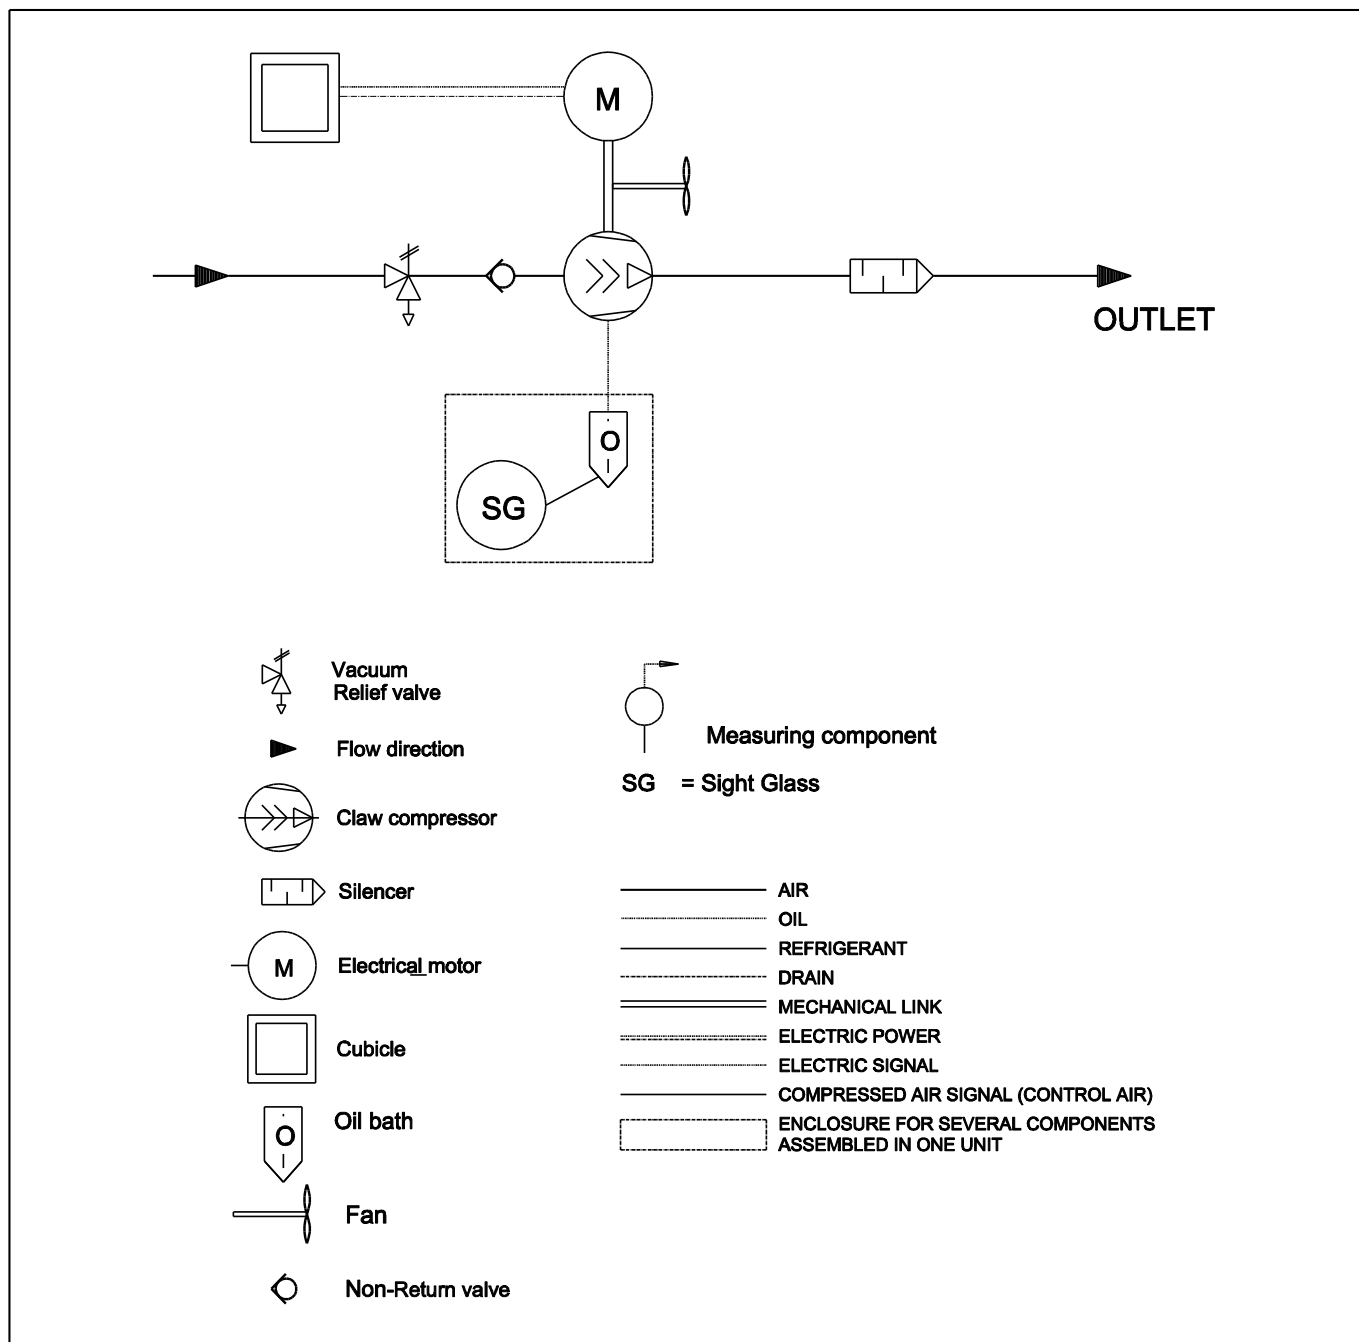 M
OUTLET
O
SG
Vacuum
Relief valve
Flow direction
Claw compressor
Silencer
M
Electrical motor
Cubicle
O
Oil bath
Fan
Non-Return valve
Measuring component
SG = Sight Glass
AIR
OIL
REFRIGERANT
DRAIN
MECHANICAL LINK
ELECTRIC POWER
ELECTRIC SIGNAL
COMPRESSED AIR SIGNAL (CONTROL AIR)
ENCLOSURE FOR SEVERAL COMPONENTS
ASSEMBLED IN ONE UNIT